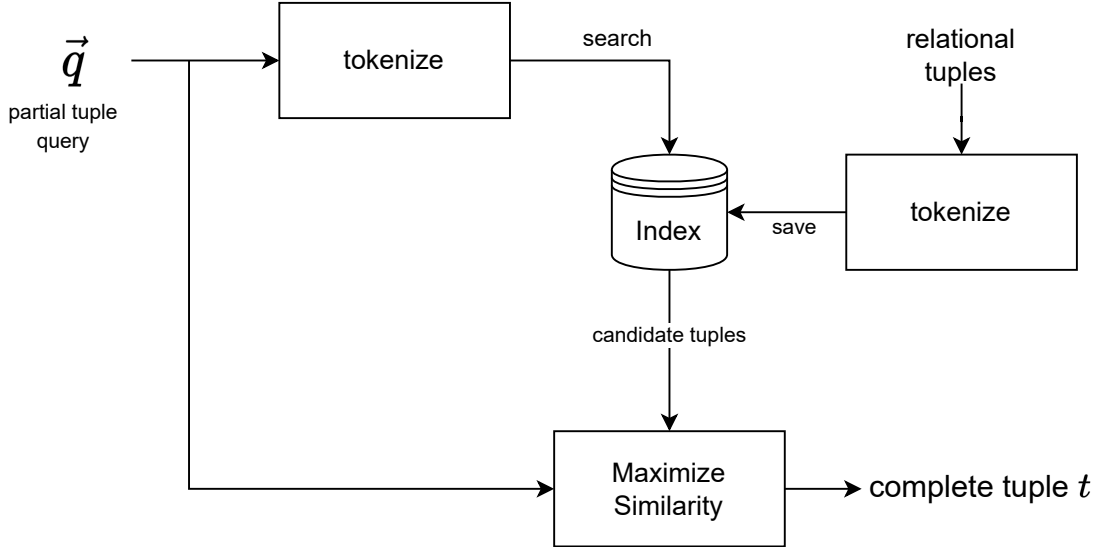 tokenize
search
relational
tuples
q⃗
partial tuple
query
tokenize
save
Index
candidate tuples
Maximize
Similarity
complete tuple t